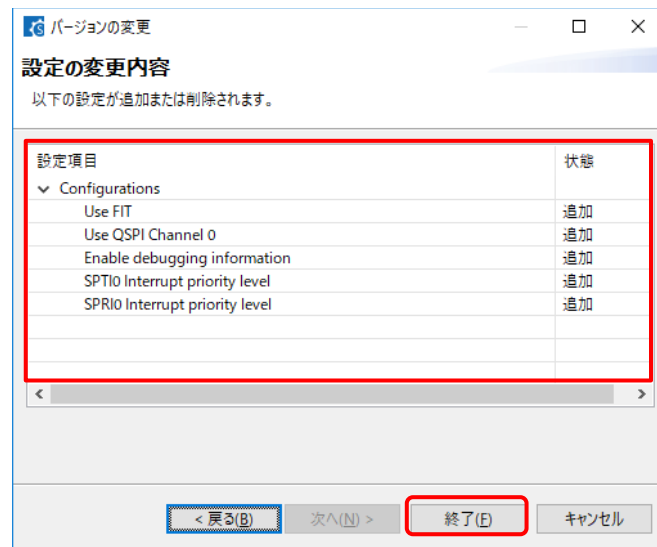 バージョンの変更
設定の変更内容
以下の設定が追加または削除されます。
設定項目 状態
Configurations
Use FIT 追加
Use QSPI Channel 0 追加
Enable debugging information 追加
SPTI0 Interrupt priority level 追加
SPRI0 Interrupt priority level 追加
< 戻る(B) 次へ(N) > 終了(F) キャンセル